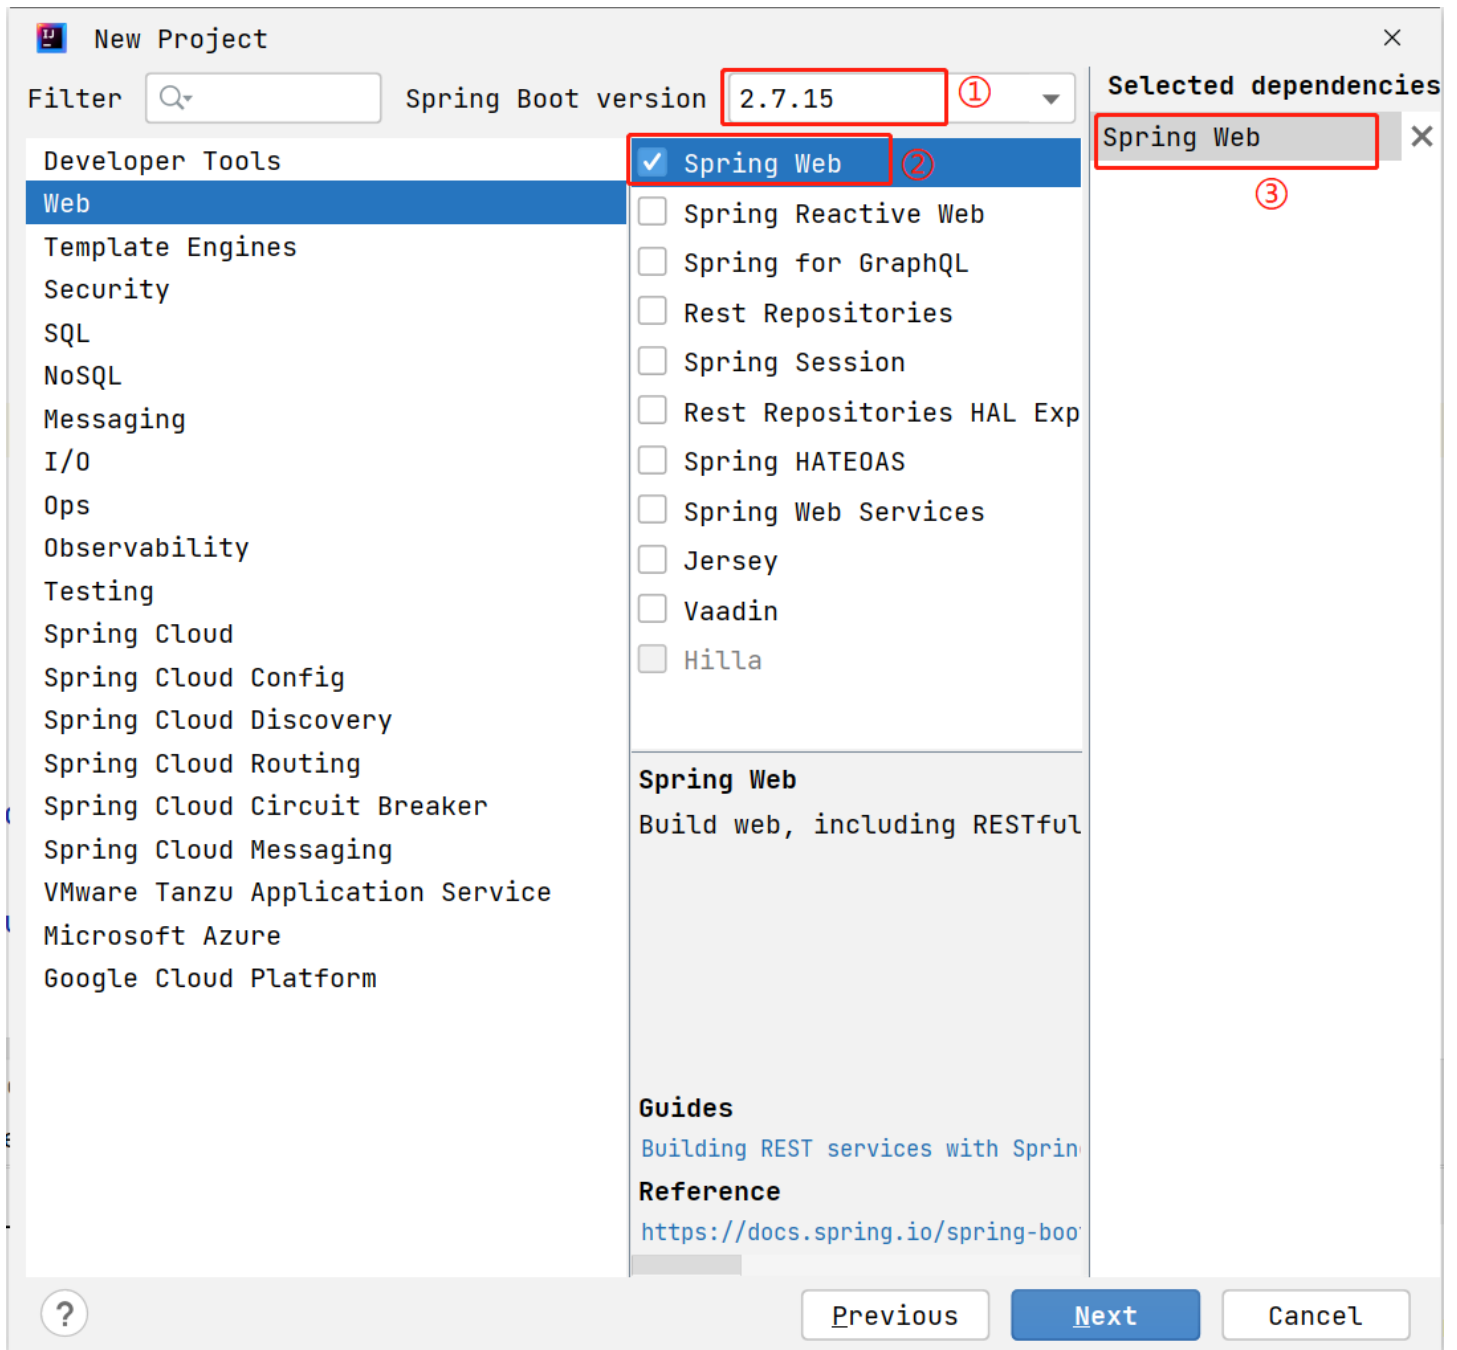 New Project
Filter
Spring Boot version 2.7.15 ①
Selected dependencies
Developer Tools
Web
Template Engines
Security
SQL
NoSQL
Messaging
I/O
Ops
Observability
Testing
Spring Cloud
Spring Cloud Config
Spring Cloud Discovery
Spring Cloud Routing
Spring Cloud Circuit Breaker
Spring Cloud Messaging
VMware Tanzu Application Service
Microsoft Azure
Google Cloud Platform
Spring Web ②
Spring Reactive Web
Spring for GraphQL
Rest Repositories
Spring Session
Rest Repositories HAL Exp
Spring HATEOAS
Spring Web Services
Jersey
Vaadin
Hilla
Spring Web
Build web, including RESTful
Guides
Building REST services with Sprin
Reference
https://docs.spring.io/spring-boo
Spring Web
③
?
Previous
Next
Cancel